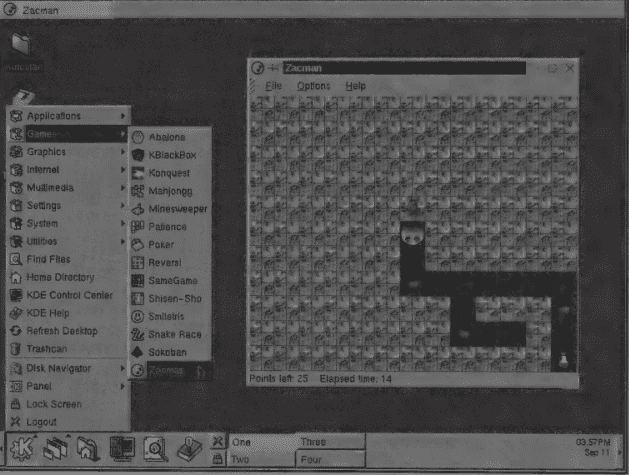 Zacman
Autostart
Zacman
File Options Help
Applications
Games
Graphics
Internet
Multimedia
Settings
System
Utilities
Find Files
Home Directory
KDE Control Center
KDE Help
Refresh Desktop
Trashcan
Disk Navigator
Panel
Lock Screen
Logout
Abalone
KBlackBox
Konquest
Mahjongg
Minesweeper
Patience
Poker
Reversi
SameGame
Shisen-Sho
Smiletris
Snake Race
Sokoban
Zacman
Points left: 25 Elapsed time: 14
One Three
Two Four
03:57PM
Sep 11